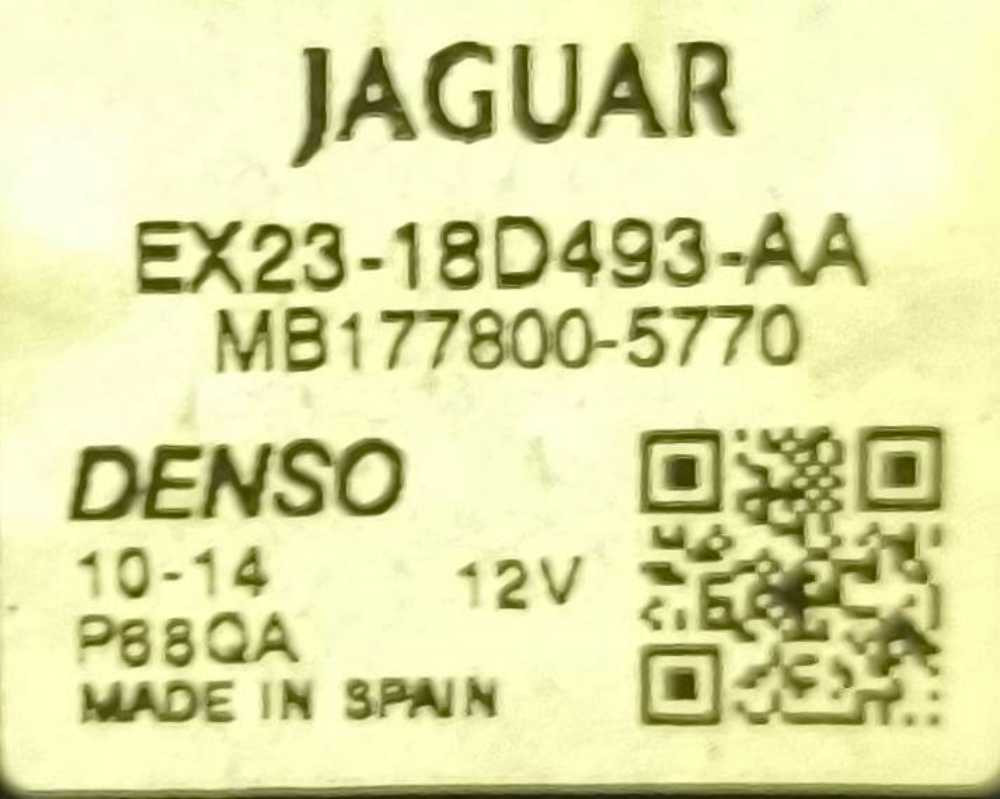 JAGUAR
EX23-18D493-AA
MB177800-5770
DENSO
10-14 12V
P88QA
MADE IN SPAIN